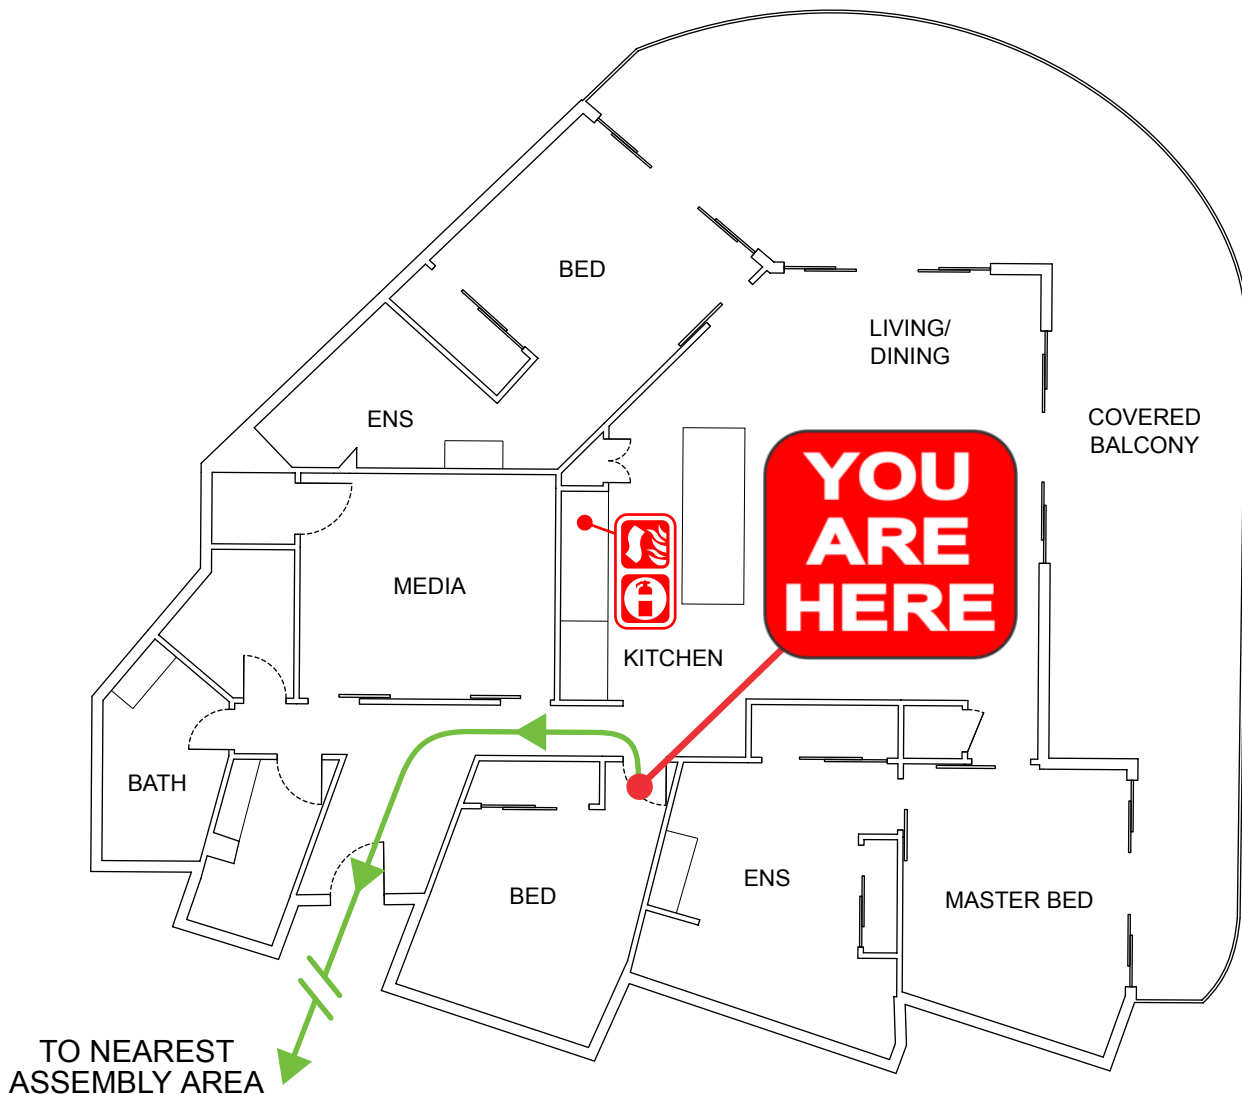 BED
LIVING/
DINING
ENS
COVERED
BALCONY
YOU
ARE
HERE
MEDIA
KITCHEN
BATH
BED
ENS
MASTER BED
TO NEAREST
ASSEMBLY AREA